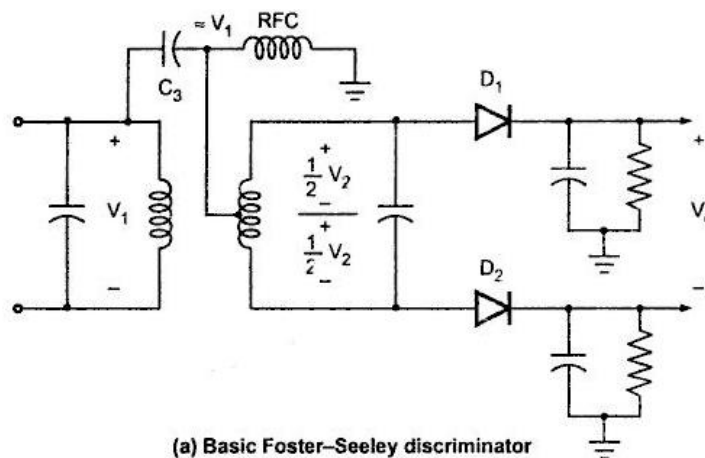 ≈ V₁
RFC
C₃
D₁
+
V₁
−
+
1/2 V₂
−
+
1/2 V₂
−
+
D₂
−
(a) Basic Foster–Seeley discriminator